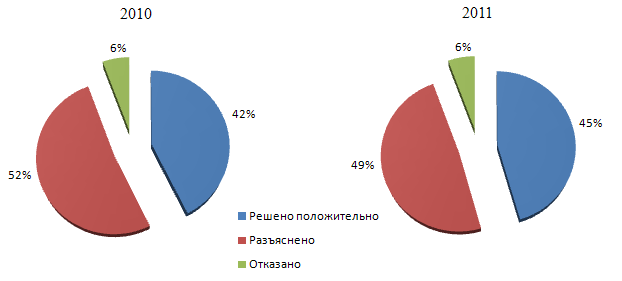 2010
2011
6%
42%
52%
6%
45%
49%
Решено положительно
Разъяснено
Отказано